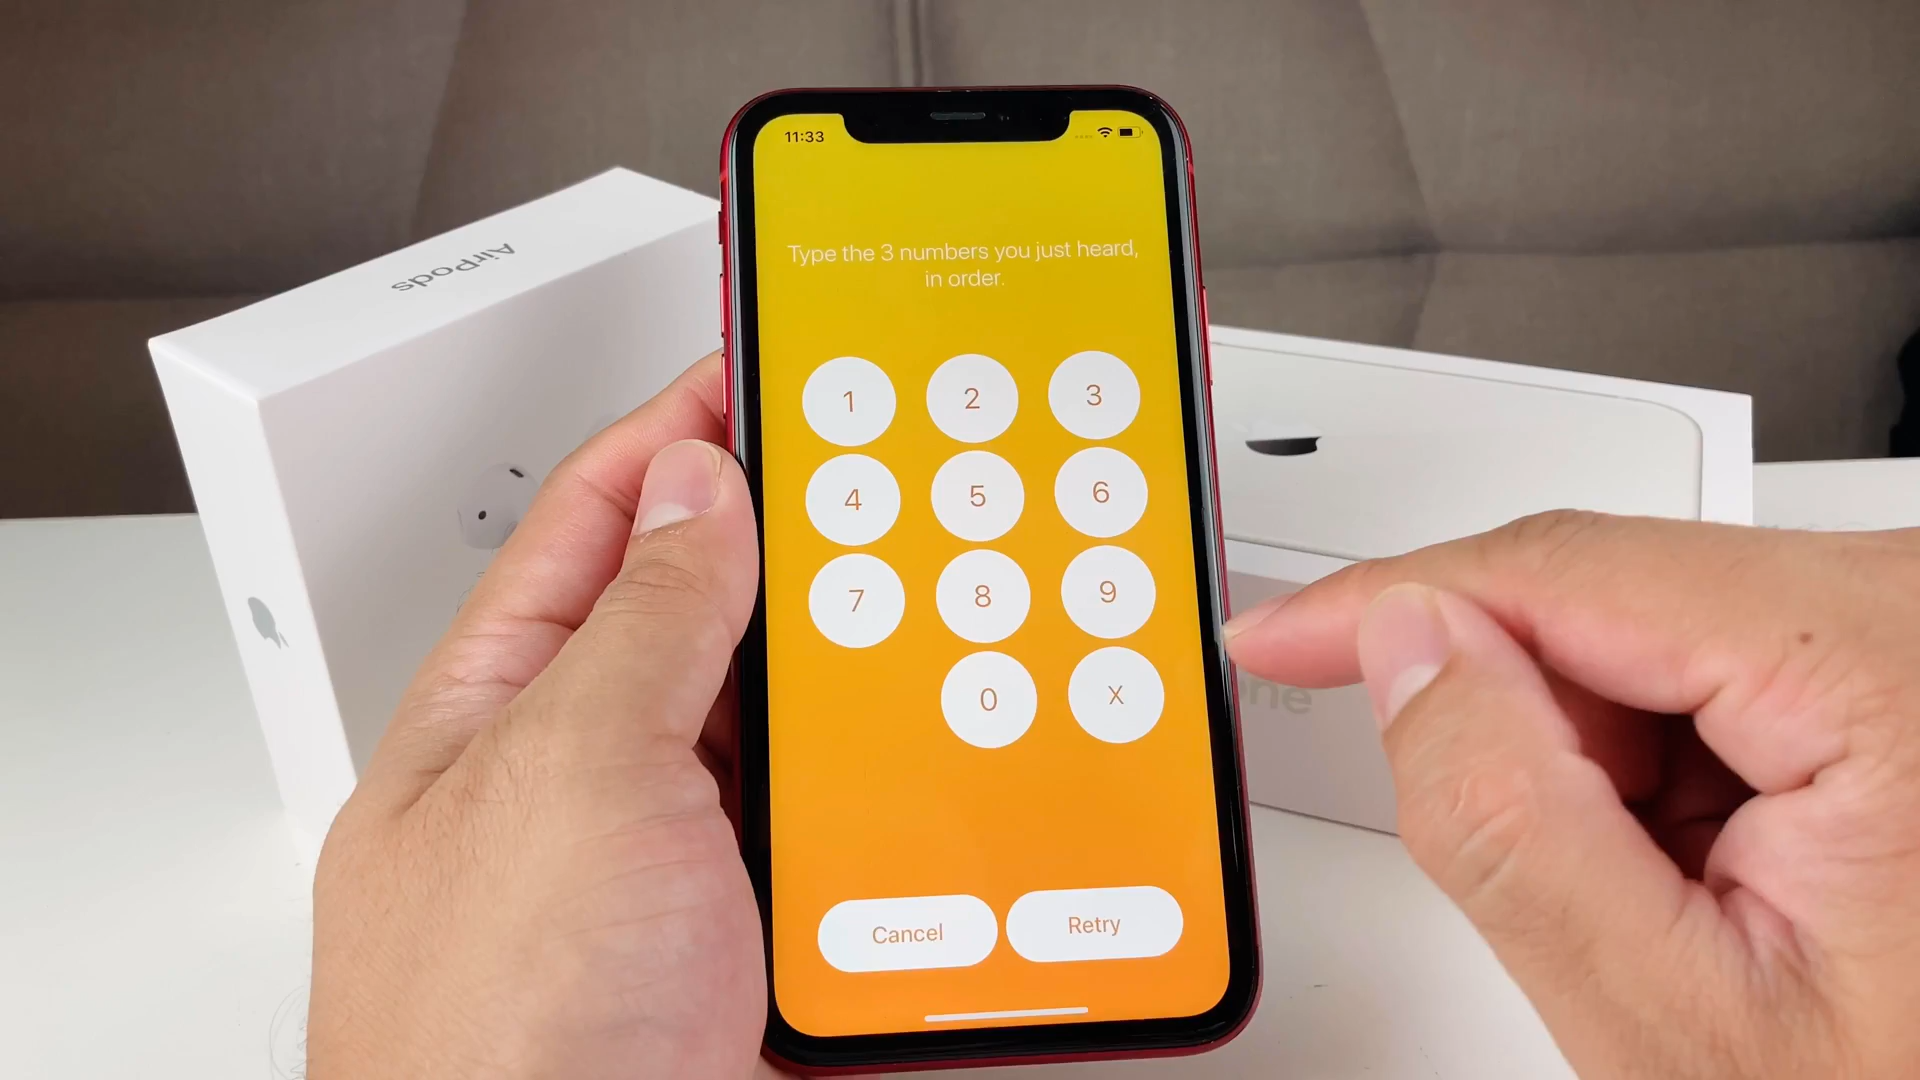 AirPods
11:33
Type the 3 numbers you just heard,
in order.
1 2 3
4 5 6
7 8 9
0 X
Cancel Retry